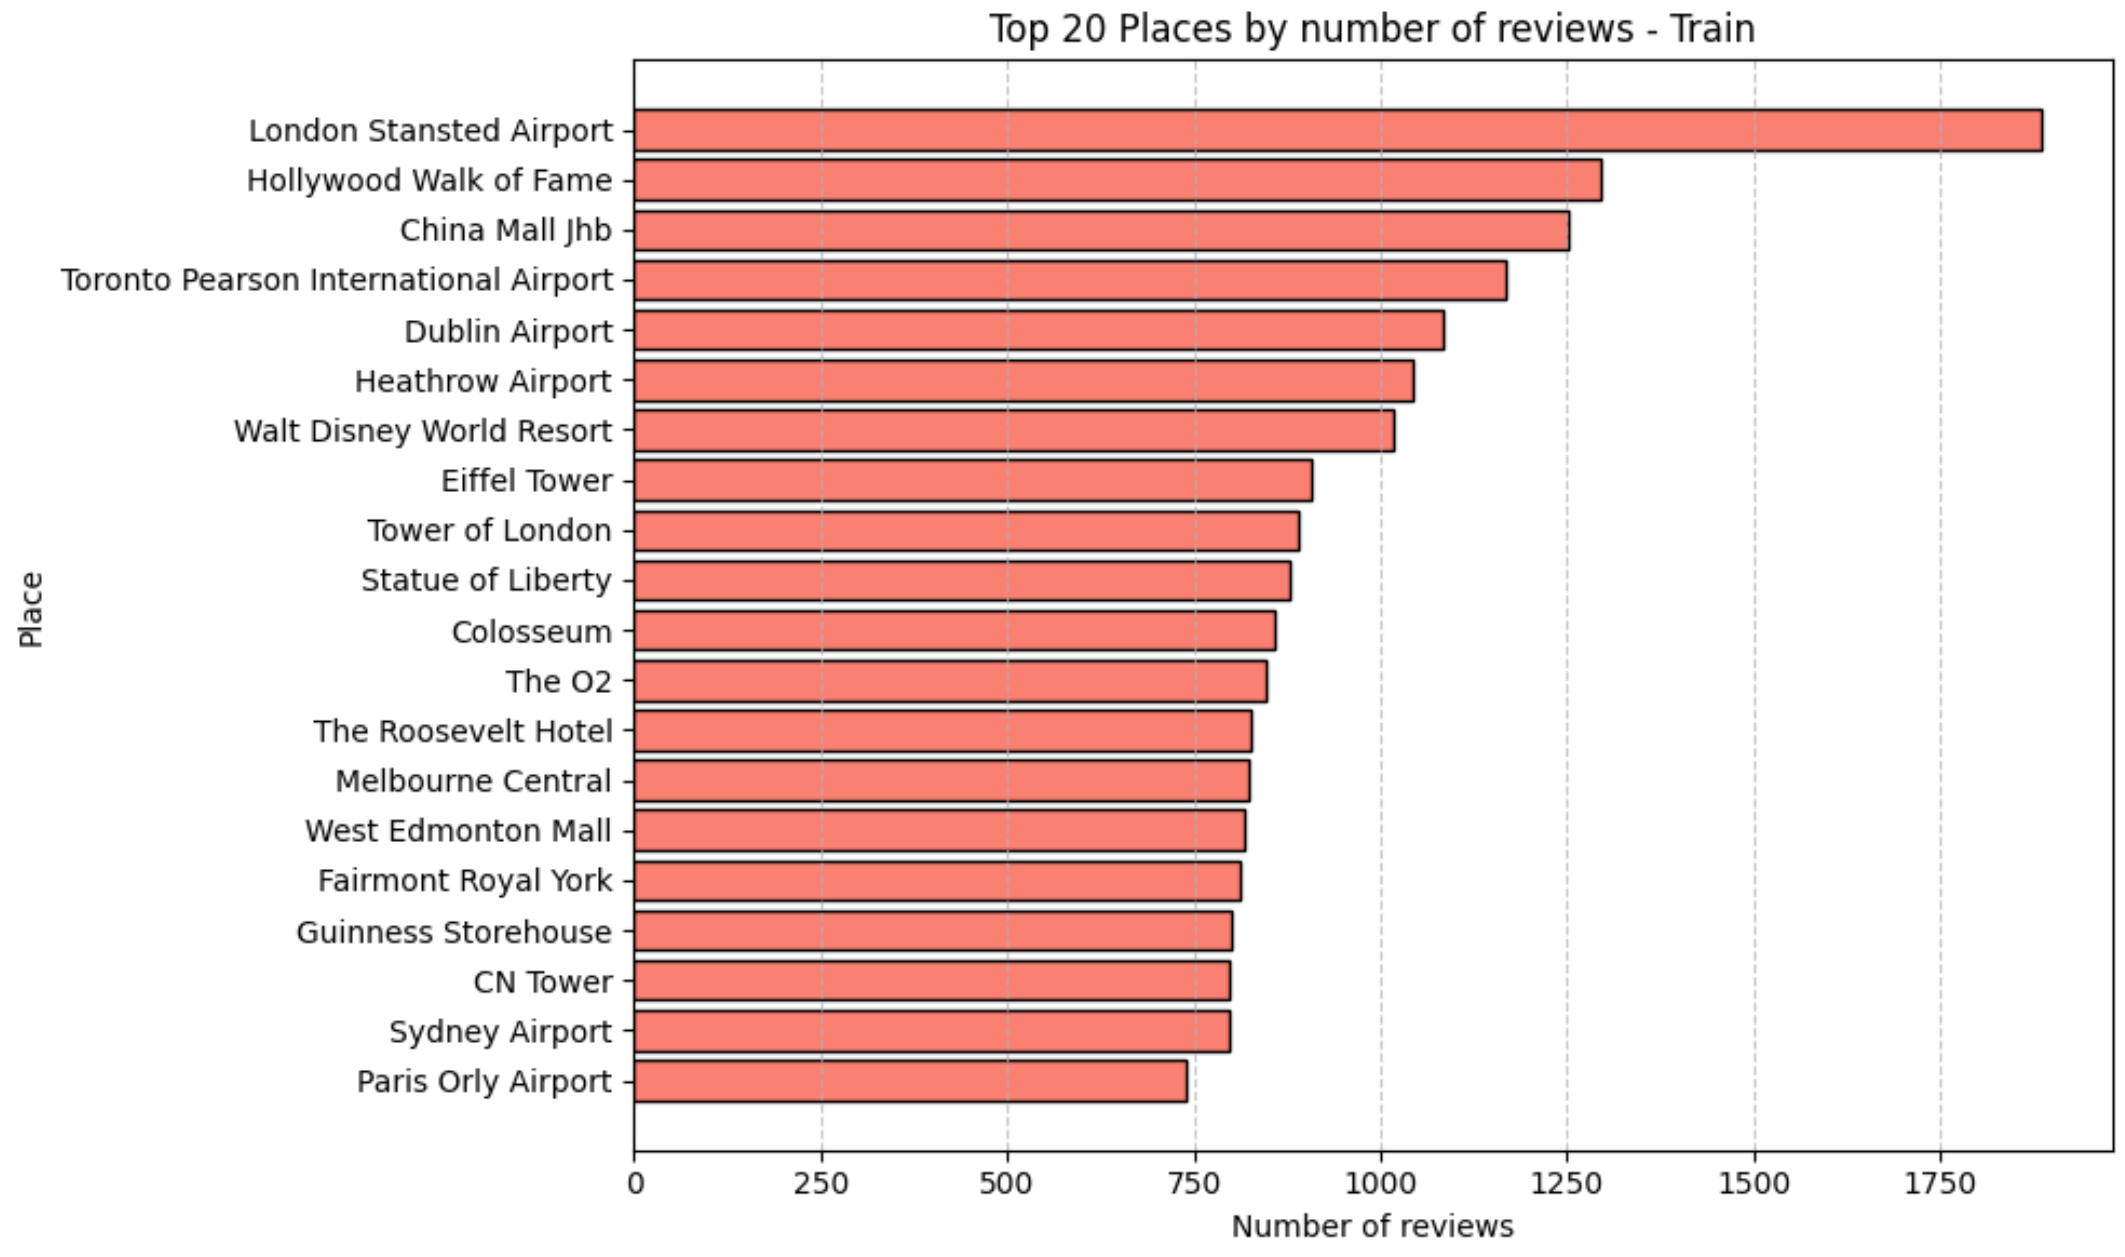 Top 20 Places by number of reviews - Train
Place
London Stansted Airport
Hollywood Walk of Fame
China Mall Jhb
Toronto Pearson International Airport
Dublin Airport
Heathrow Airport
Walt Disney World Resort
Eiffel Tower
Tower of London
Statue of Liberty
Colosseum
The O2
The Roosevelt Hotel
Melbourne Central
West Edmonton Mall
Fairmont Royal York
Guinness Storehouse
CN Tower
Sydney Airport
Paris Orly Airport
0 250 500 750 1000 1250 1500 1750
Number of reviews